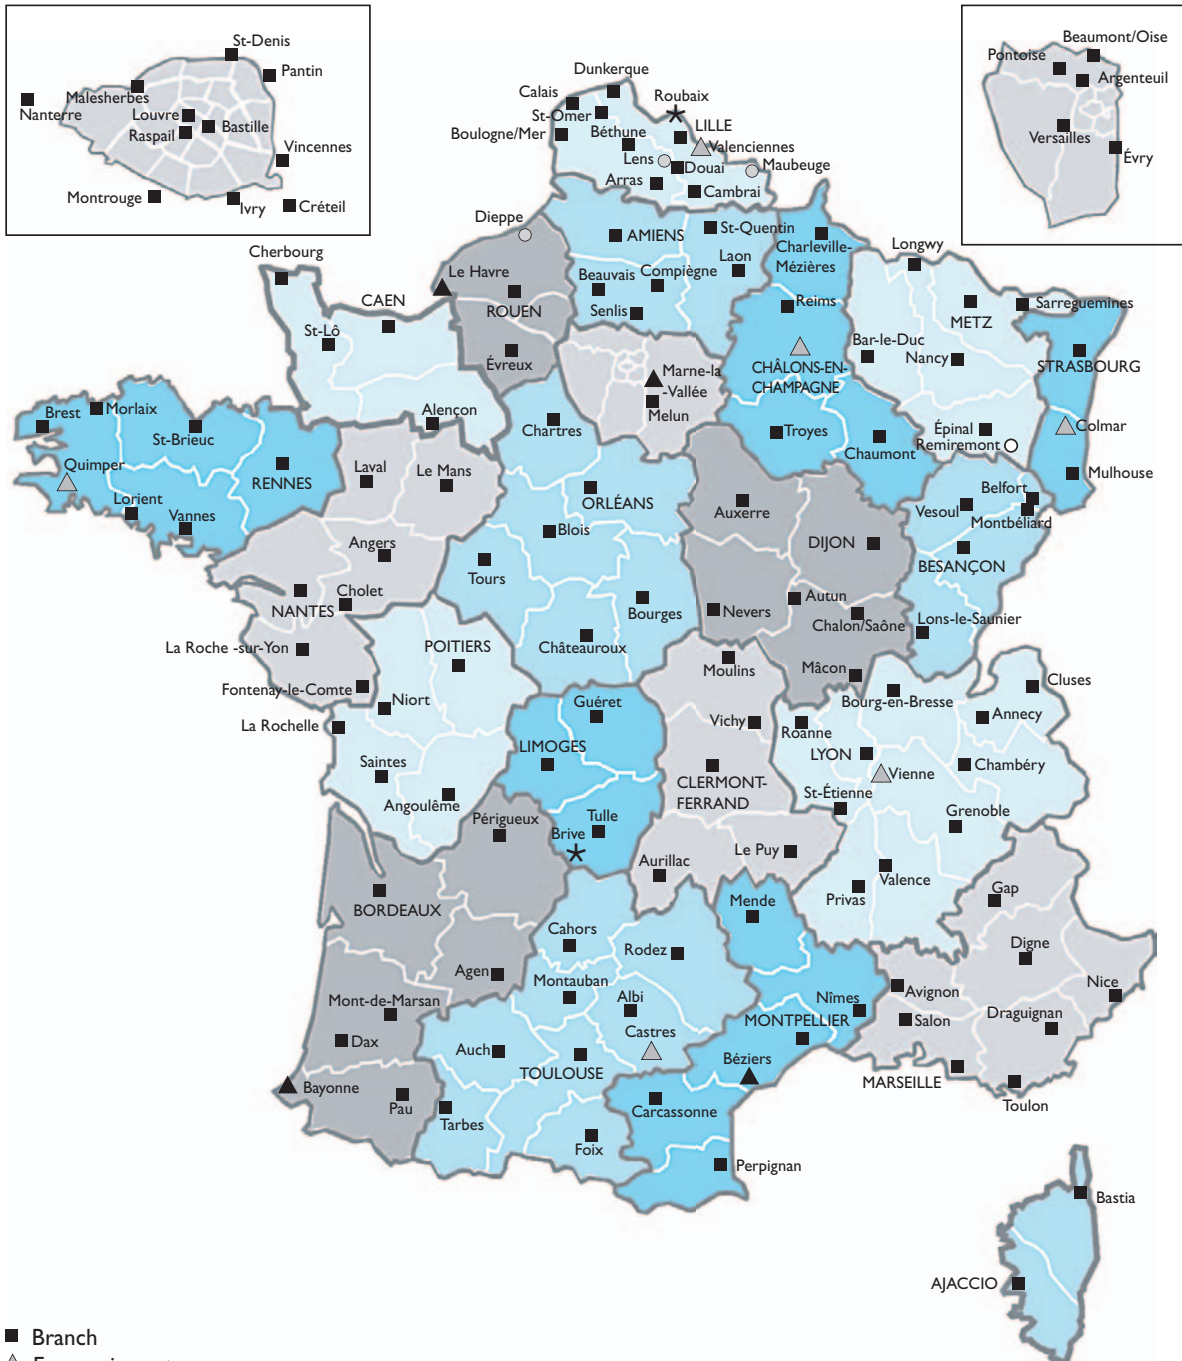 St-Denis
Pantin
Malesherbes
Nanterre
Louvre
Raspail
Bastille
Vincennes
Montrouge
Ivry
Créteil
Beaumont/Oise
Pontoise
Argenteuil
Versailles
Évry
Dunkerque
Calais
Roubaix
St-Omer
LILLE
Boulogne/Mer
Béthune
Valenciennes
Lens
Douai
Maubeuge
Arras
Cambrai
Dieppe
AMIENS
St-Quentin
Charleville-
Mézières
Longwy
Cherbourg
Le Havre
Beauvais
Compiègne
Laon
CAEN
ROUEN
Senlis
Reims
METZ
Sarreguemines
St-Lô
Évreux
Marne-la
-Vallée
Melun
CHÂLONS-EN-
CHAMPAGNE
Bar-le-Duc
Nancy
STRASBOURG
Brest
Morlaix
St-Brieuc
Alençon
Chartres
Troyes
Chaumont
Épinal
Remiremont
Colmar
Quimper
RENNES
Laval
Le Mans
ORLÉANS
Auxerre
Vesoul
Belfort
Montbéliard
Mulhouse
Lorient
Vannes
Angers
Blois
DIJON
BESANÇON
Tours
NANTES
Cholet
Bourges
Nevers
Autun
Chalon/Saône
Lons-le-Saunier
La Roche -sur-Yon
POITIERS
Châteauroux
Moulins
Mâcon
Fontenay-le-Comte
Niort
Guéret
Bourg-en-Bresse
Cluses
La Rochelle
Vichy
Roanne
Annecy
LIMOGES
LYON
Saintes
CLERMONT-
FERRAND
Vienne
Chambéry
Angoulême
St-Étienne
Périgueux
Tulle
Brive
Grenoble
Aurillac
Le Puy
Valence
BORDEAUX
Privas
Gap
Mende
Cahors
Rodez
Digne
Agen
Montauban
Nice
Mont-de-Marsan
Albi
Nîmes
Avignon
Castres
MONTPELLIER
Salon
Draguignan
Dax
Auch
TOULOUSE
Béziers
MARSEILLE
Bayonne
Pau
Tarbes
Carcassonne
Toulon
Foix
Perpignan
Bastia
AJACCIO
Branch